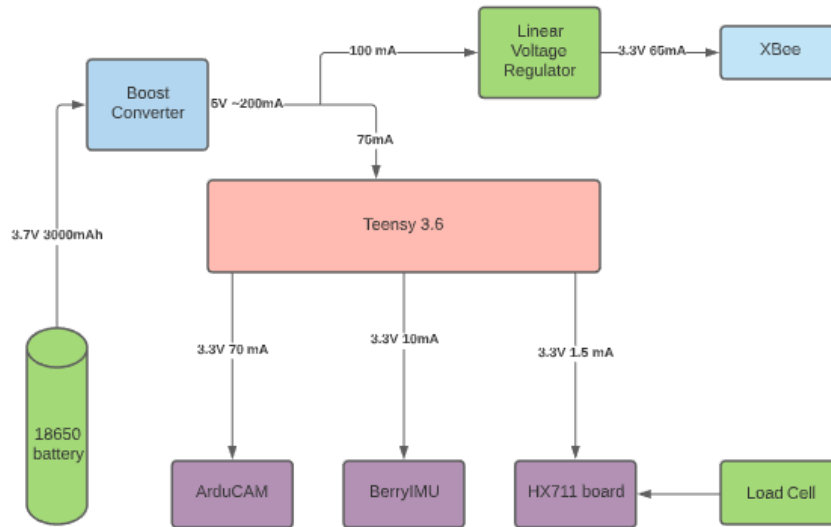 Linear
Voltage
Regulator
100 mA
3.3V 65mA
XBee
Boost
Converter
5V ~200mA
75mA
Teensy 3.6
3.7V 3000mAh
3.3V 70 mA
3.3V 10mA
3.3V 1.5 mA
18650
battery
ArduCAM
BerryIMU
HX711 board
Load Cell